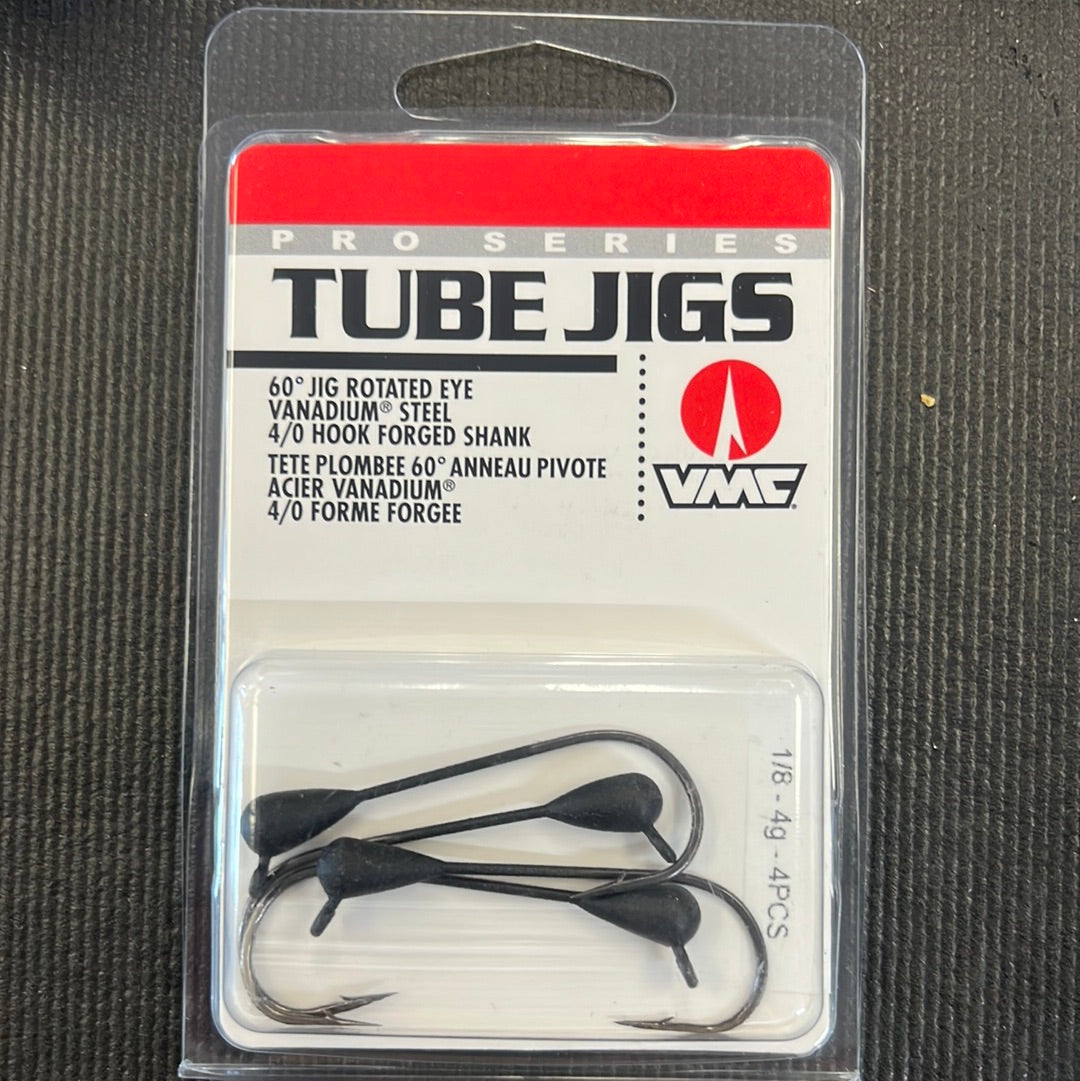 PRO SERIES
TUBE JIGS
60° JIG ROTATED EYE
VANADIUM® STEEL
4/0 HOOK FORGED SHANK
TETE PLOMBEE 60° ANNEAU PIVOTE
ACIER VANADIUM®
4/0 FORME FORGEE
VMC®
1/8 - 4g - 4PCS